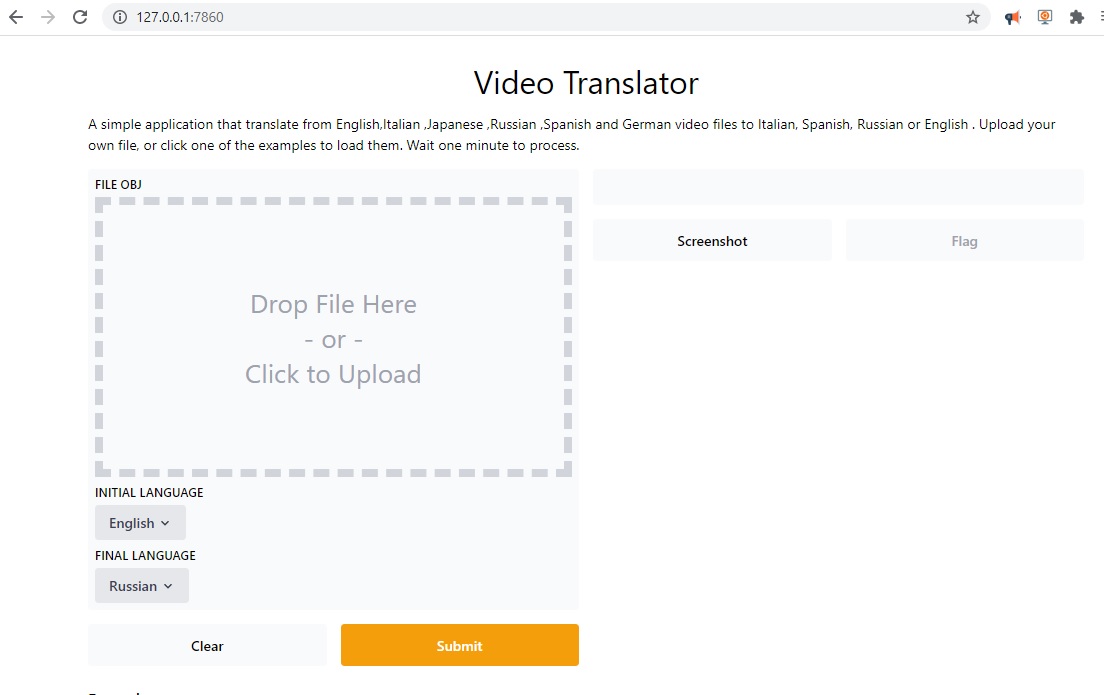 127.0.0.1:7860
Video Translator
A simple application that translate from English,Italian ,Japanese ,Russian ,Spanish and German video files to Italian, Spanish, Russian or English . Upload your
own file, or click one of the examples to load them. Wait one minute to process.
FILE OBJ
Drop File Here
- or -
Click to Upload
INITIAL LANGUAGE
English
FINAL LANGUAGE
Russian
Clear
Submit
Screenshot
Flag